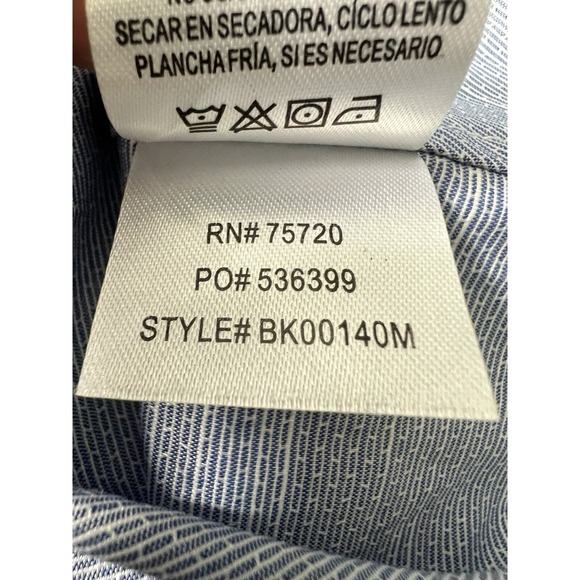 SECAR EN SECADORA, CÍCLO LENTO
PLANCHA FRÍA, SI ES NECESARIO
RN# 75720
PO# 536399
STYLE# BK00140M